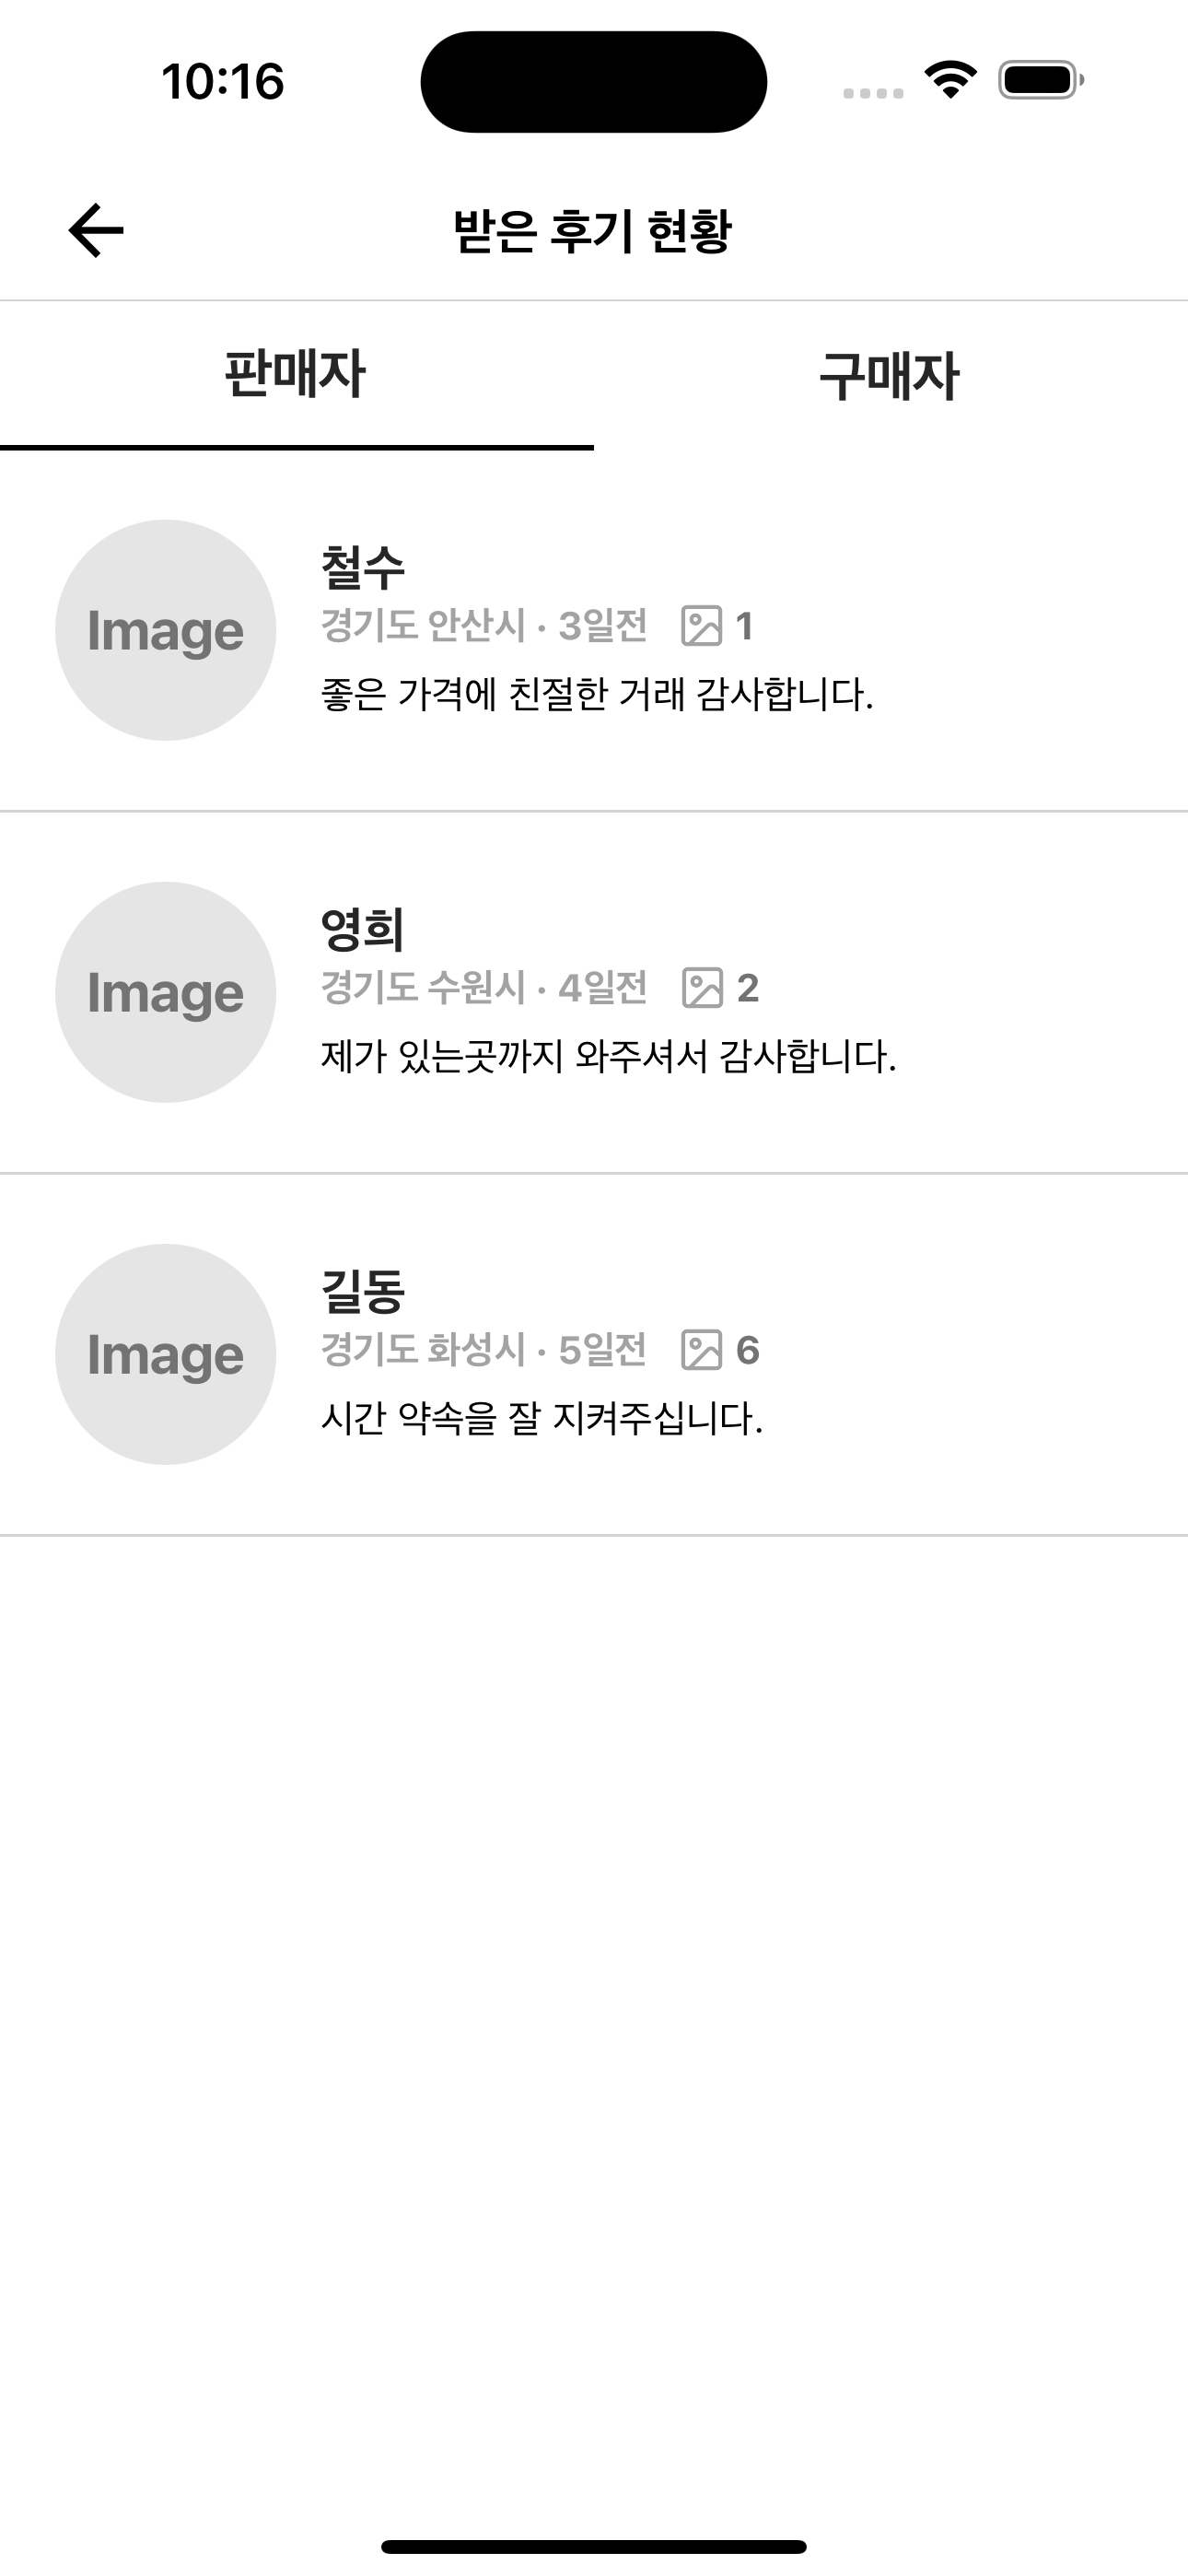 10:16
받은 후기 현황
판매자 구매자
Image
철수
경기도 안산시 · 3일전 1
좋은 가격에 친절한 거래 감사합니다.
Image
영희
경기도 수원시 · 4일전 2
제가 있는곳까지 와주셔서 감사합니다.
Image
길동
경기도 화성시 · 5일전 6
시간 약속을 잘 지켜주십니다.